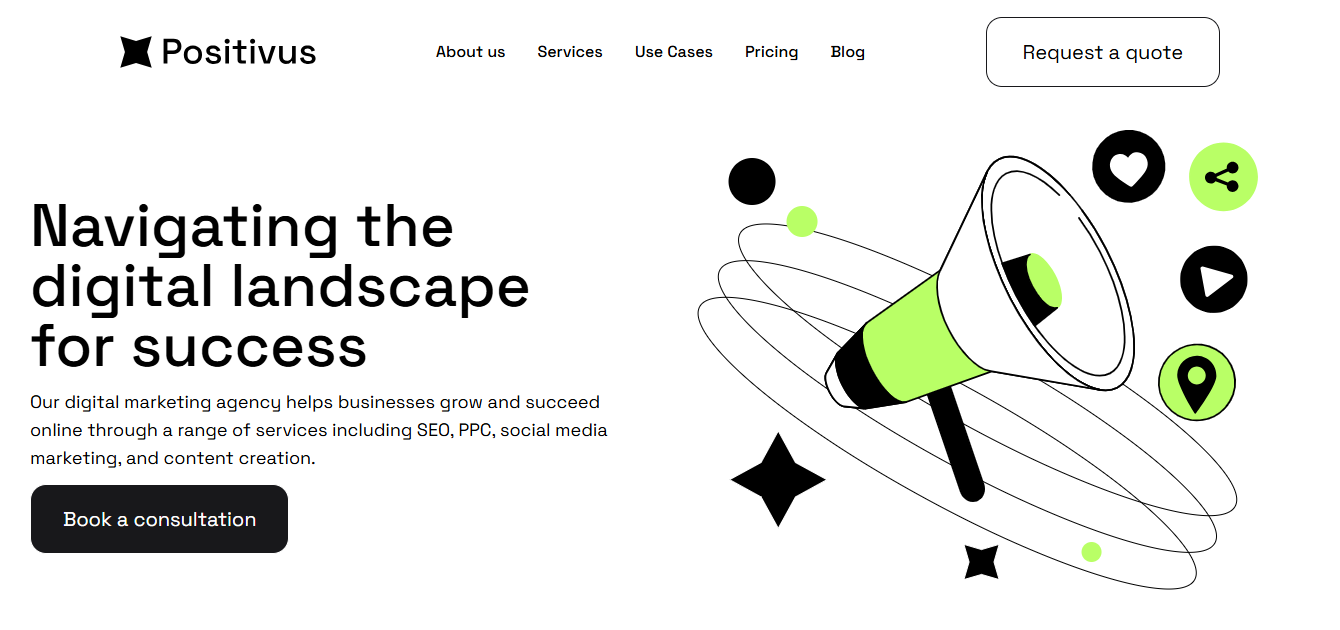 Positivus
About us
Services
Use Cases
Pricing
Blog
Request a quote
Navigating the
digital landscape
for success
Our digital marketing agency helps businesses grow and succeed
online through a range of services including SEO, PPC, social media
marketing, and content creation.
Book a consultation